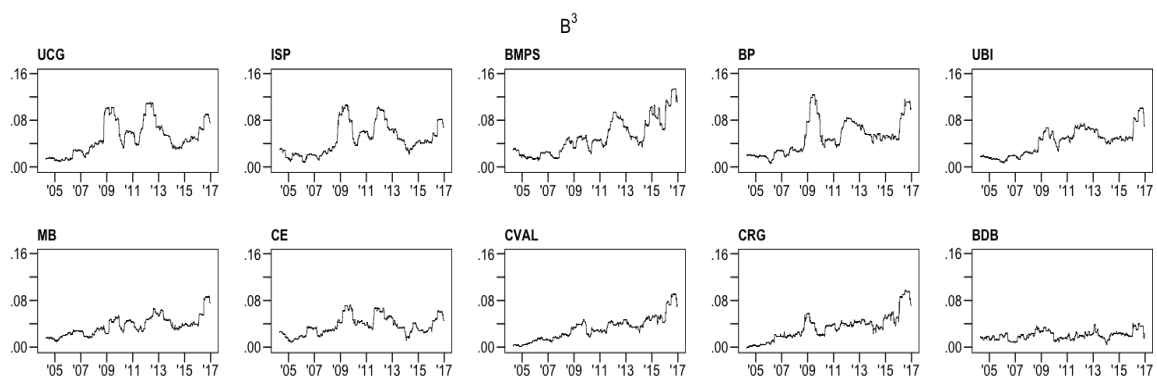 B³
UCG ISP BMPS BP UBI
.16 .16 .16 .16 .16
.08 .08 .08 .08 .08
.00 .00 .00 .00 .00
'05 '07 '09 '11 '13 '15 '17 '05 '07 '09 '11 '13 '15 '17 '05 '07 '09 '11 '13 '15 '17 '05 '07 '09 '11 '13 '15 '17 '05 '07 '09 '11 '13 '15 '17
MB CE CVAL CRG BDB
.16 .16 .16 .16 .16
.08 .08 .08 .08 .08
.00 .00 .00 .00 .00
'05 '07 '09 '11 '13 '15 '17 '05 '07 '09 '11 '13 '15 '17 '05 '07 '09 '11 '13 '15 '17 '05 '07 '09 '11 '13 '15 '17 '05 '07 '09 '11 '13 '15 '17